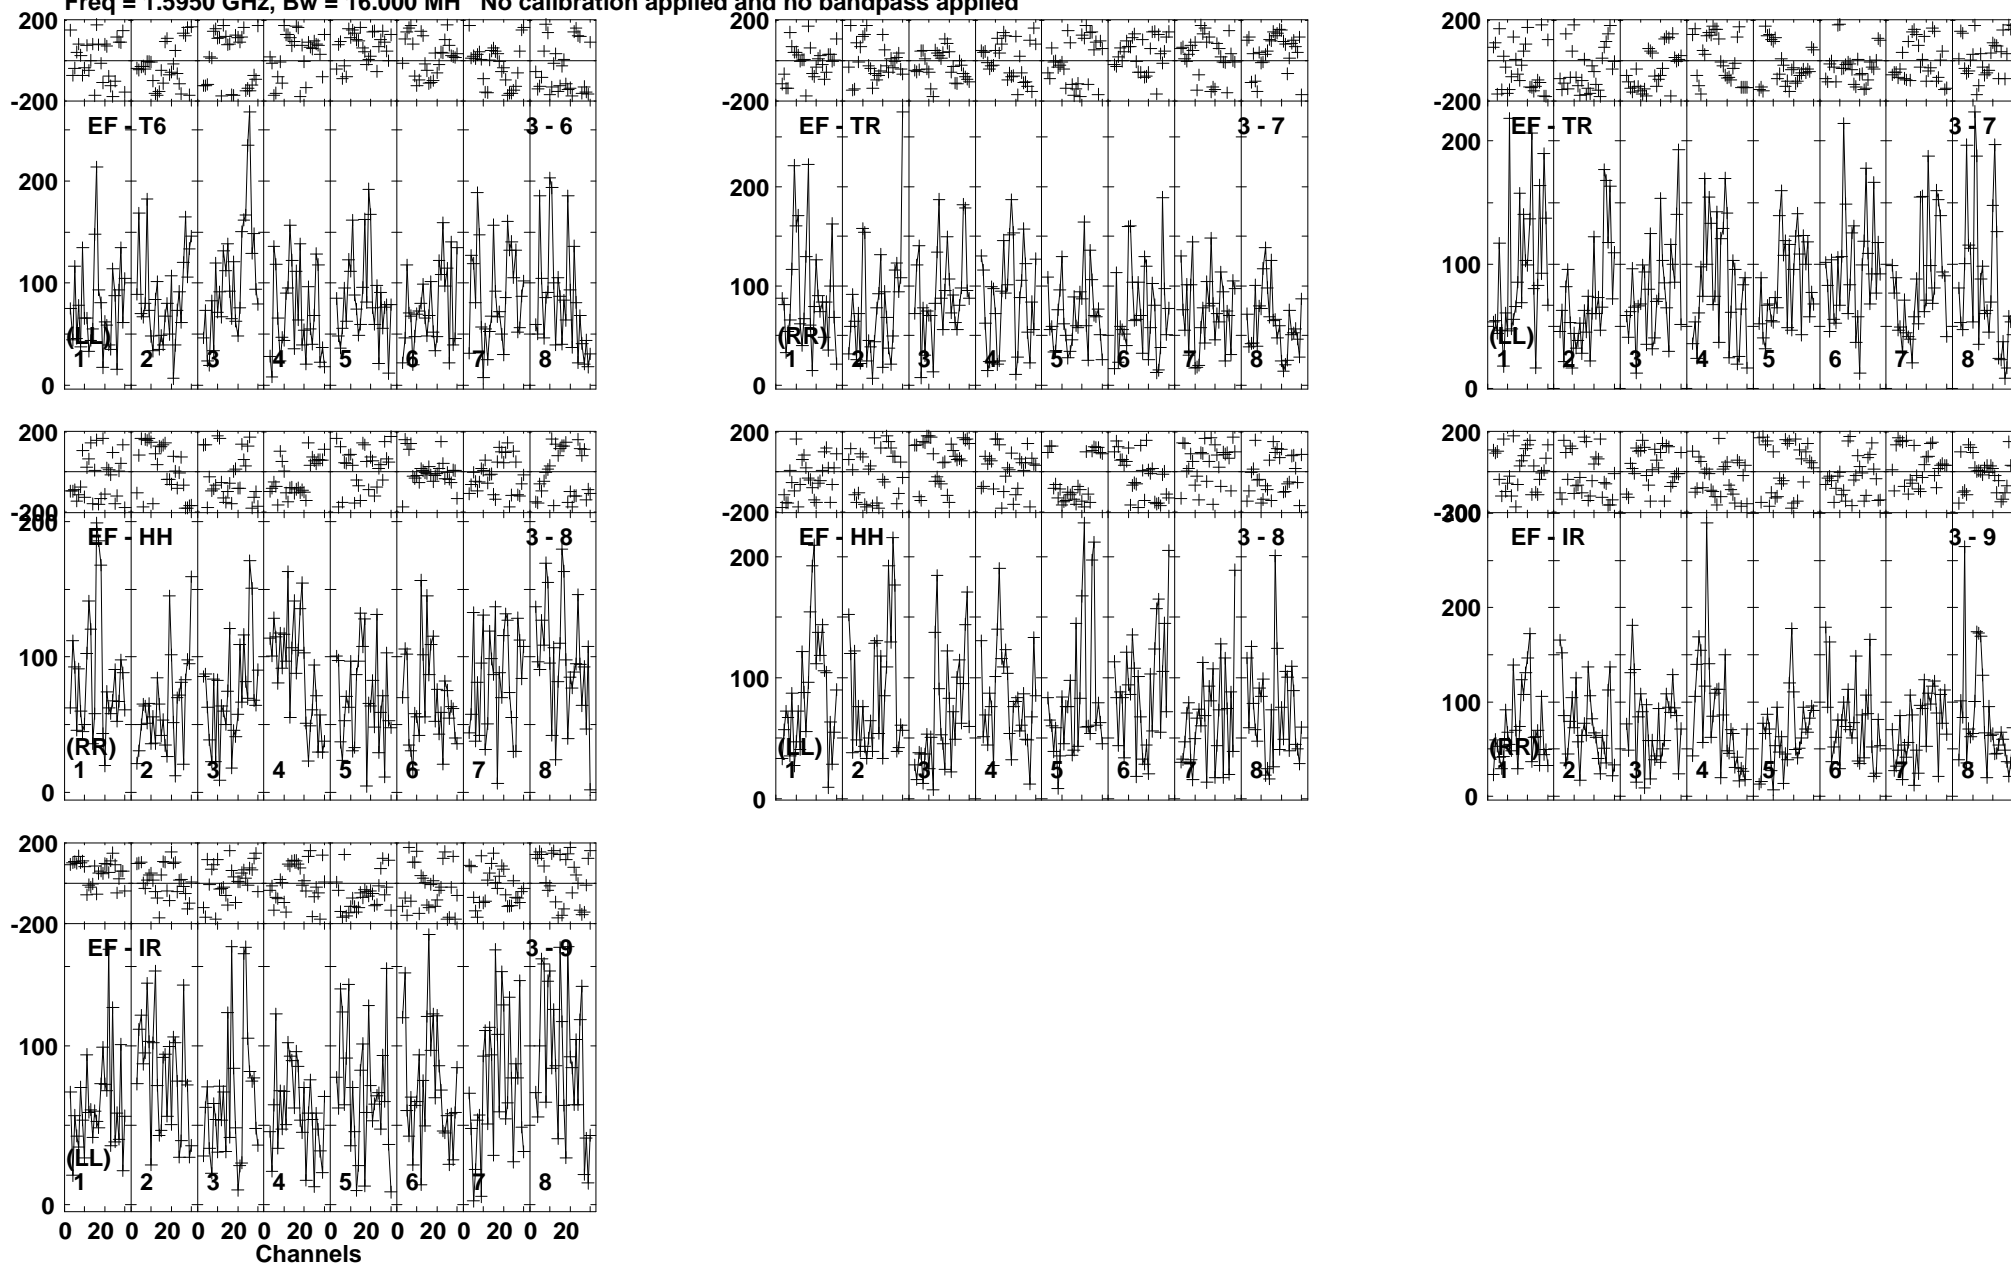 Freq = 1.5950 GHz, Bw = 16.000 MH No calibration applied and no bandpass applied
200 200 200
-200 -200 -200
EF - T6 3 - 6 EF - TR 3 - 7 EF - TR 3 - 7
200 200 200
100 100 100
(LL) (RR) (LL)
1 2 3 4 5 6 7 8 1 2 3 4 5 6 7 8 1 2 3 4 5 6 7 8
0 0 0
200 200 200
-200 -200 -200
200 300
EF - HH 3 - 8 EF - HH 3 - 8 EF - IR 3 - 9
200 200
100 100 100
(RR) (LL) (RR)
1 2 3 4 5 6 7 8 1 2 3 4 5 6 7 8 1 2 3 4 5 6 7 8
0 0 0
200
-200
EF - IR 3 - 9
100
(LL)
1 2 3 4 5 6 7 8
0
0 20 0 20 0 20 0 20 0 20 0 20 0 20 0 20
Channels